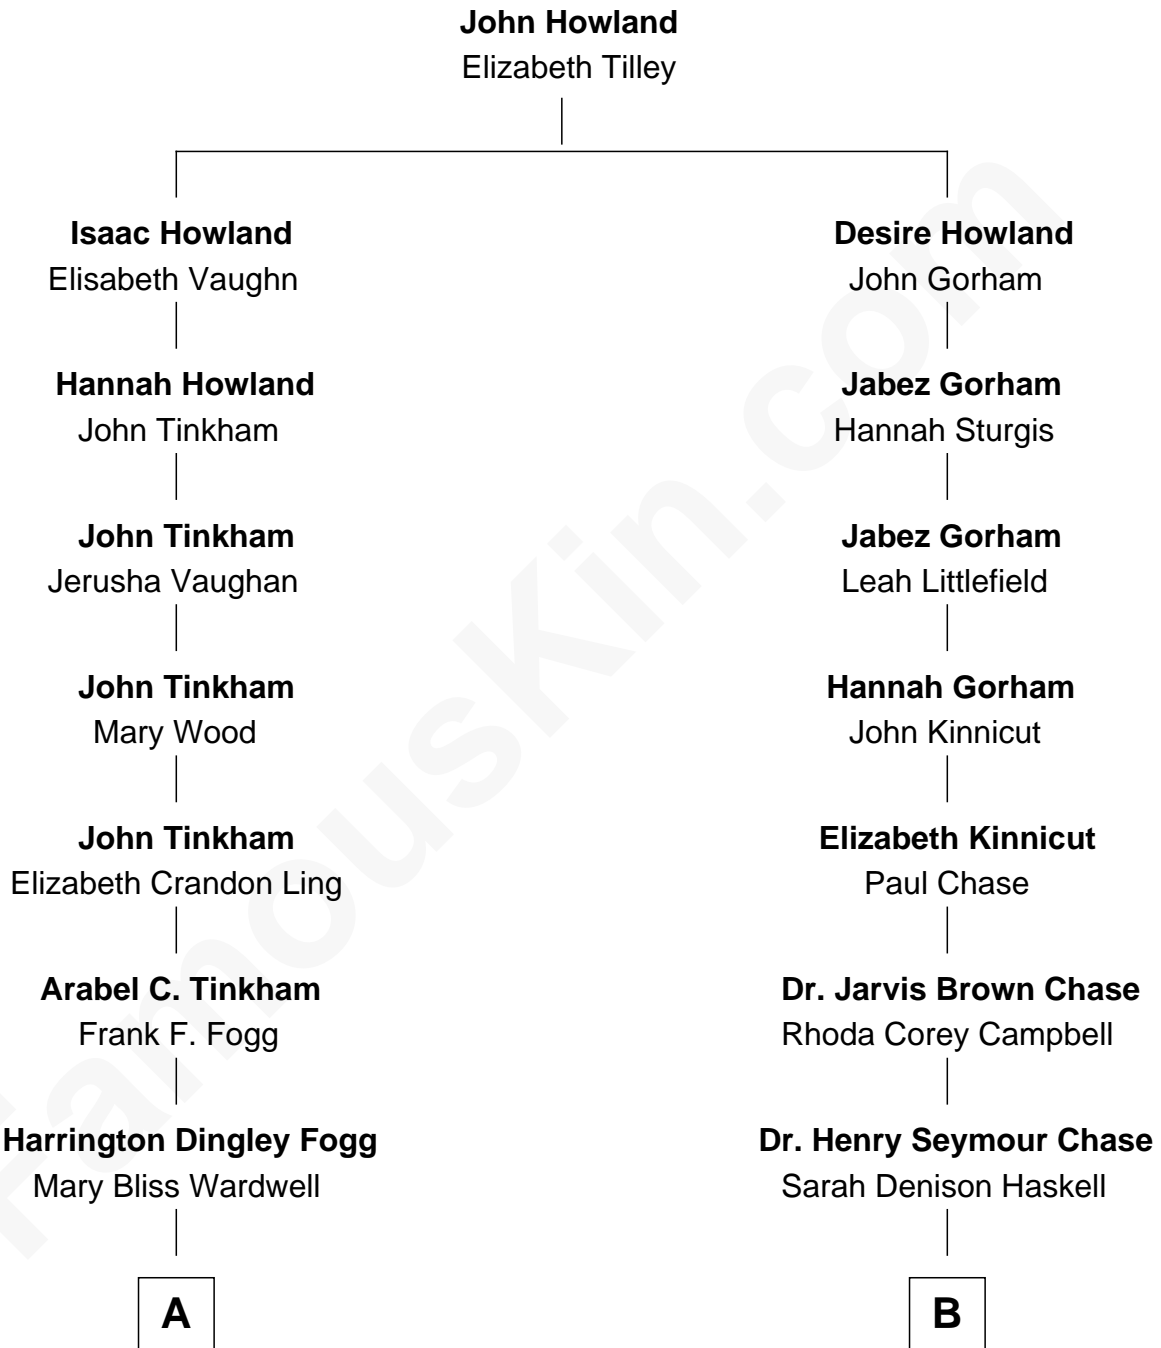 John Howland
Elizabeth Tilley
Isaac Howland
Elisabeth Vaughn
Desire Howland
John Gorham
Hannah Howland
John Tinkham
Jabez Gorham
Hannah Sturgis
John Tinkham
Jerusha Vaughan
Jabez Gorham
Leah Littlefield
John Tinkham
Mary Wood
Hannah Gorham
John Kinnicut
John Tinkham
Elizabeth Crandon Ling
Elizabeth Kinnicut
Paul Chase
Arabel C. Tinkham
Frank F. Fogg
Dr. Jarvis Brown Chase
Rhoda Corey Campbell
Harrington Dingley Fogg
Mary Bliss Wardwell
Dr. Henry Seymour Chase
Sarah Denison Haskell
A
B
FamousKin.com